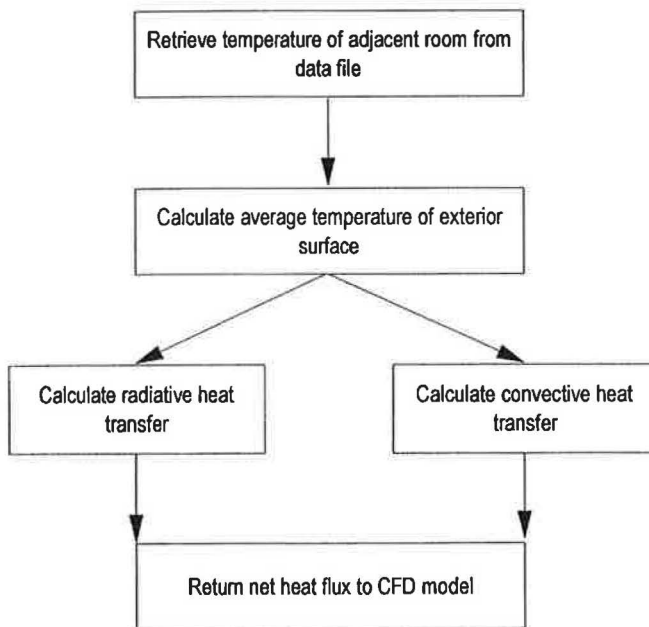 Retrieve temperature of adjacent room from
data file
Calculate average temperature of exterior
surface
Calculate radiative heat
transfer
Calculate convective heat
transfer
Return net heat flux to CFD model